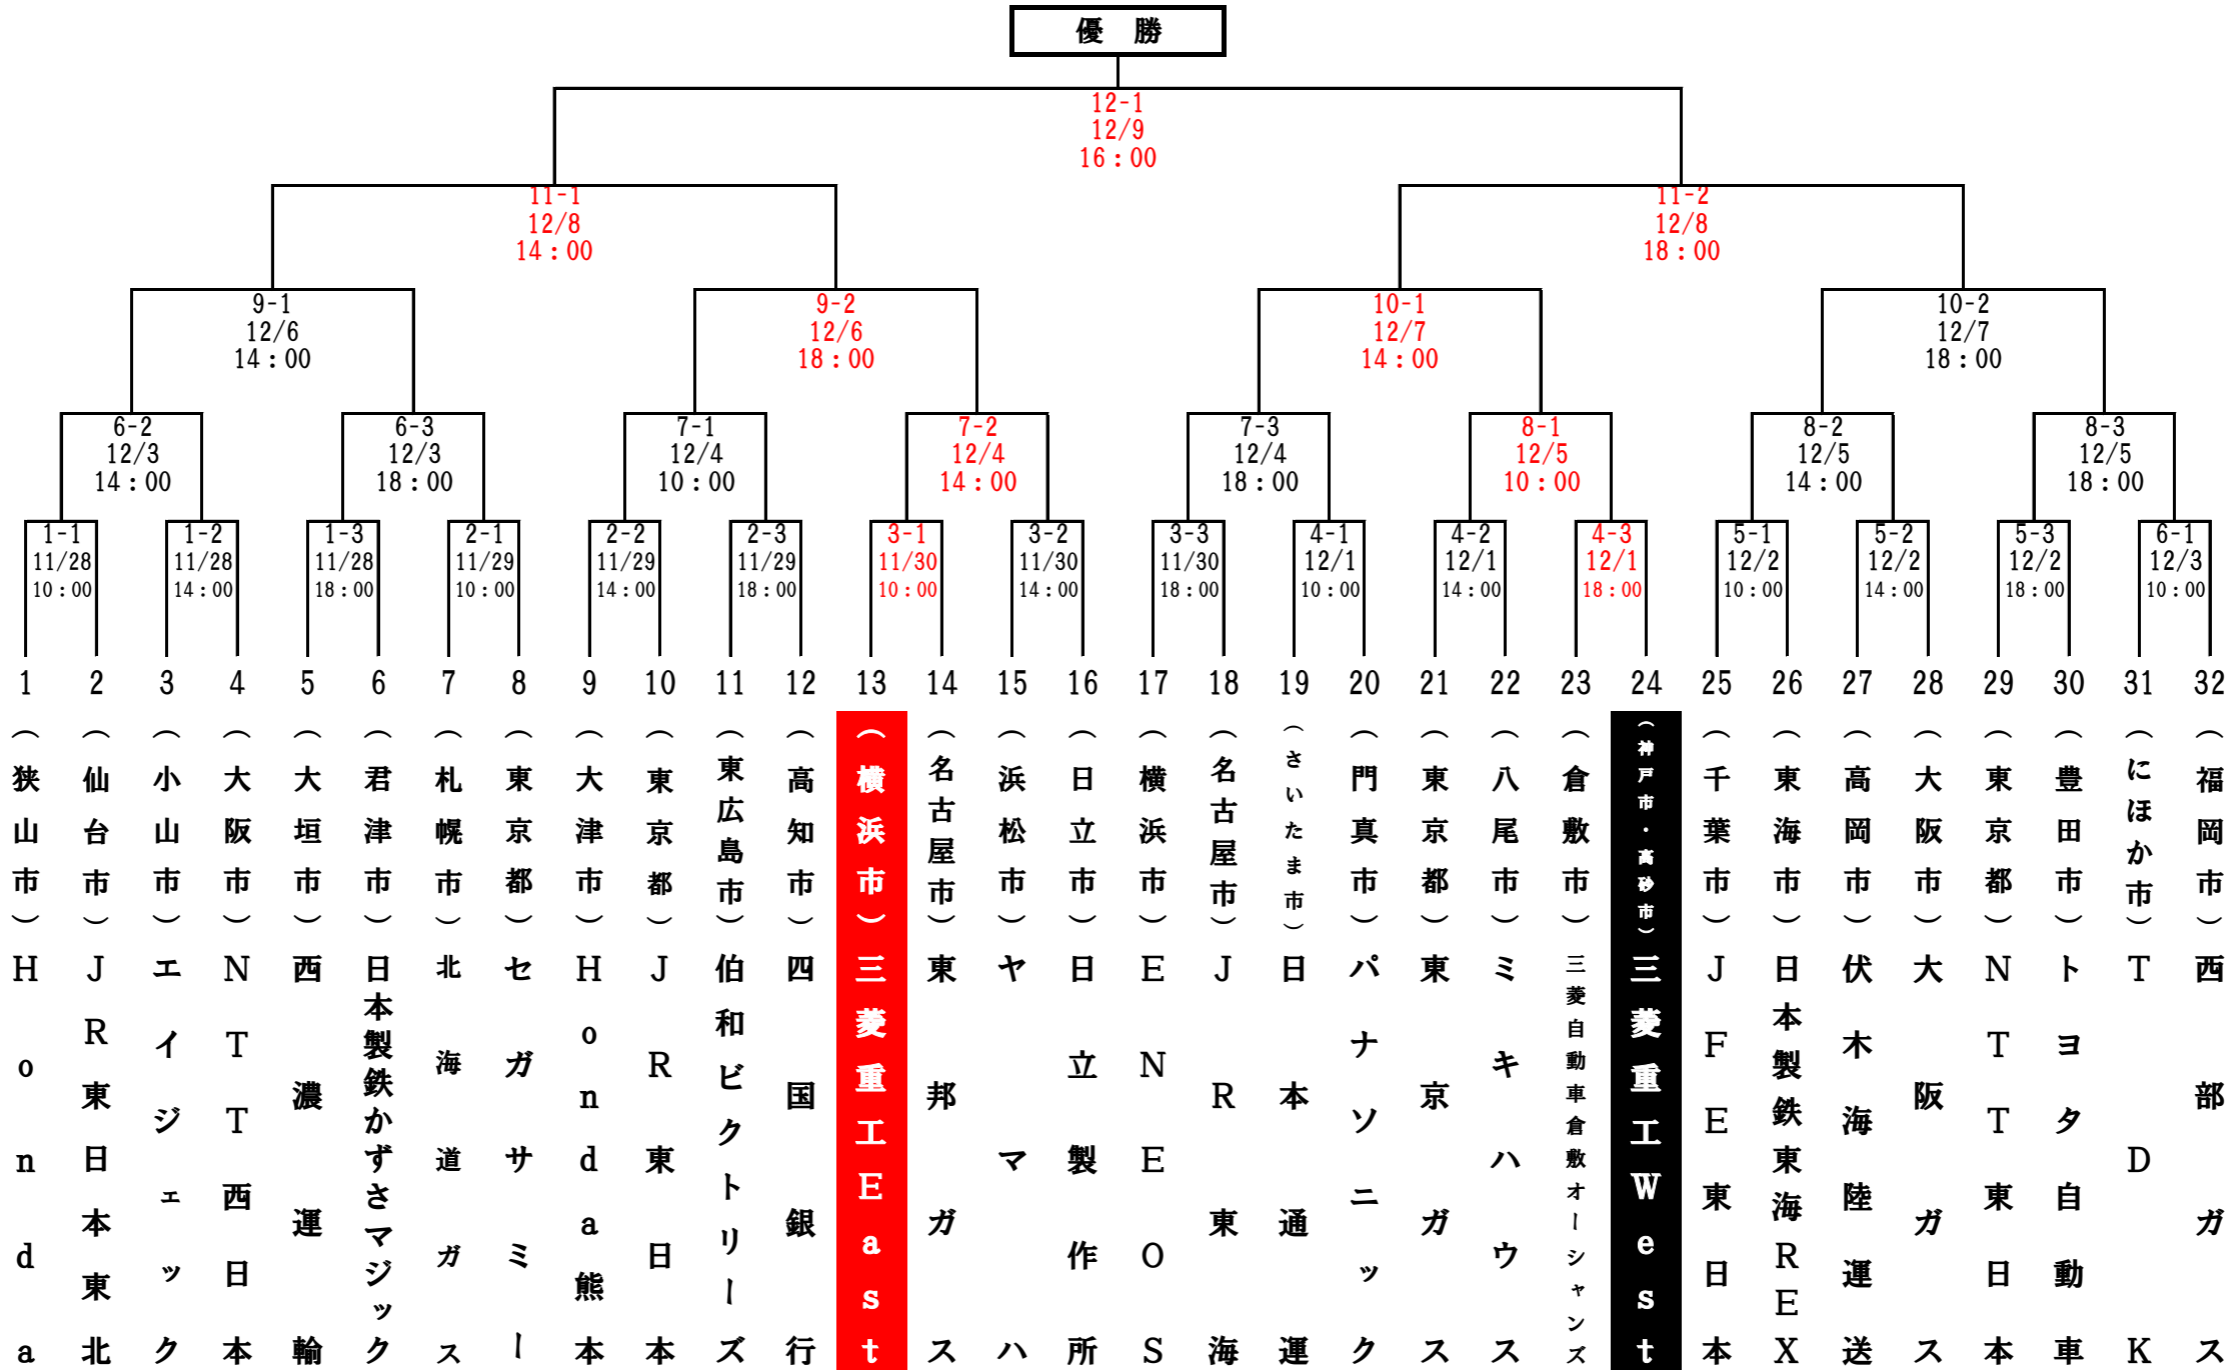 優 勝
12-1
12/9
16:00
11-1
12/8
14:00
11-2
12/8
18:00
9-1
12/6
14:00
9-2
12/6
18:00
10-1
12/7
14:00
10-2
12/7
18:00
6-2
12/3
14:00
6-3
12/3
18:00
7-1
12/4
10:00
7-2
12/4
14:00
7-3
12/4
18:00
8-1
12/5
10:00
8-2
12/5
14:00
8-3
12/5
18:00
1-1
11/28
10:00
1-2
11/28
14:00
1-3
11/28
18:00
2-1
11/29
10:00
2-2
11/29
14:00
2-3
11/29
18:00
3-1
11/30
10:00
3-2
11/30
14:00
3-3
11/30
18:00
4-1
12/1
10:00
4-2
12/1
14:00
4-3
12/1
18:00
5-1
12/2
10:00
5-2
12/2
14:00
5-3
12/2
18:00
6-1
12/3
10:00
1 (狭山市) Honda
2 (仙台市) JR東日本東北
3 (小山市) エイジェック
4 (大阪市) NTT西日本
5 (大垣市) 西濃運輸
6 (君津市) 日本製鉄かずさマジック
7 (札幌市) 北海道ガス
8 (東京都) セガサミー
9 (大津市) Honda熊本
10 (東京都) JR東日本
11 (東広島市) 伯和ビクトリーズ
12 (高知市) 四国銀行
13 (横浜市) 三菱重工East
14 (名古屋市) 東邦ガス
15 (浜松市) ヤマハ
16 (日立市) 日立製作所
17 (横浜市) ENEOS
18 (名古屋市) JR東海
19 (さいたま市) 日本通運
20 (門真市) パナソニック
21 (東京都) 東京ガス
22 (八尾市) ミキハウス
23 (倉敷市) 三菱自動車倉敷オーシャンズ
24 (神戸市・高砂市) 三菱重工West
25 (千葉市) JFE東日本
26 (東海市) 日本製鉄東海REX
27 (高岡市) 伏木海陸運送
28 (大阪市) 大阪ガス
29 (東京都) NTT東日本
30 (豊田市) トヨタ自動車
31 (にほか市) TDK
32 (福岡市) 西部ガス